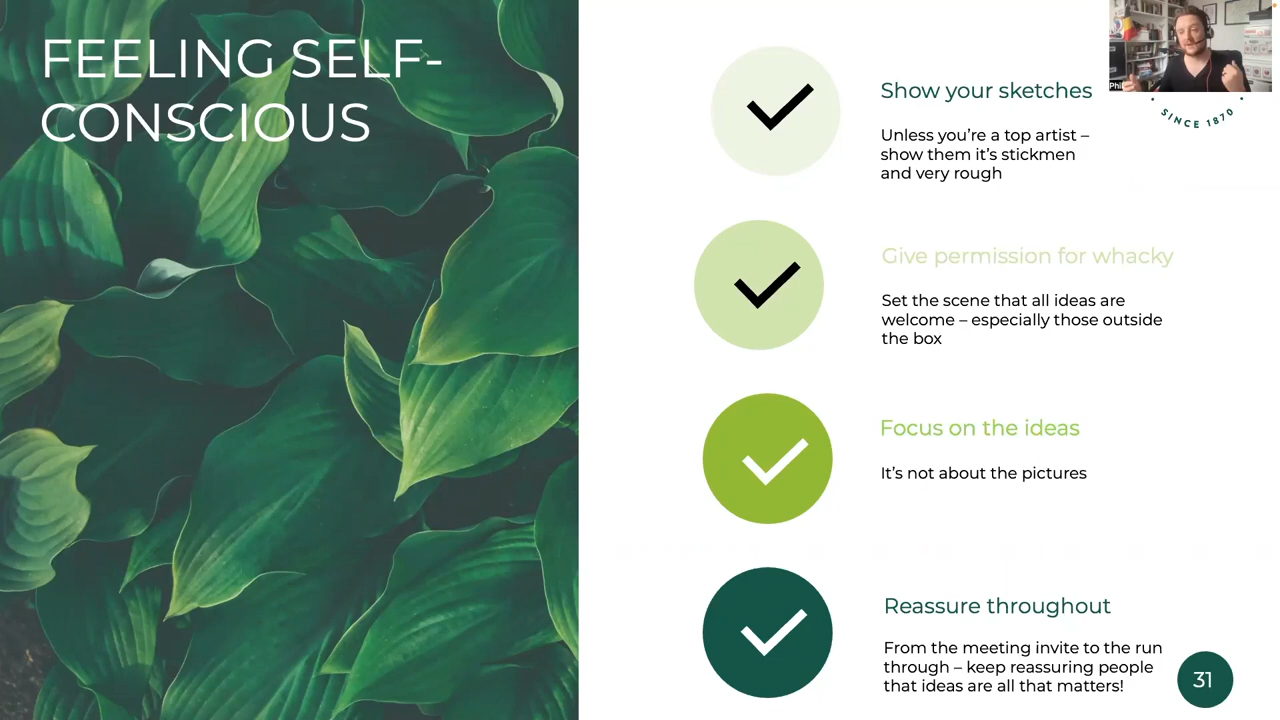 FEELING SELF-
CONSCIOUS
Show your sketches
Unless you’re a top artist –
show them it’s stickmen
and very rough
Give permission for whacky
Set the scene that all ideas are
welcome – especially those outside
the box
Focus on the ideas
It’s not about the pictures
Reassure throughout
From the meeting invite to the run
through – keep reassuring people
that ideas are all that matters!
Phil
• SINCE 1870 •
31